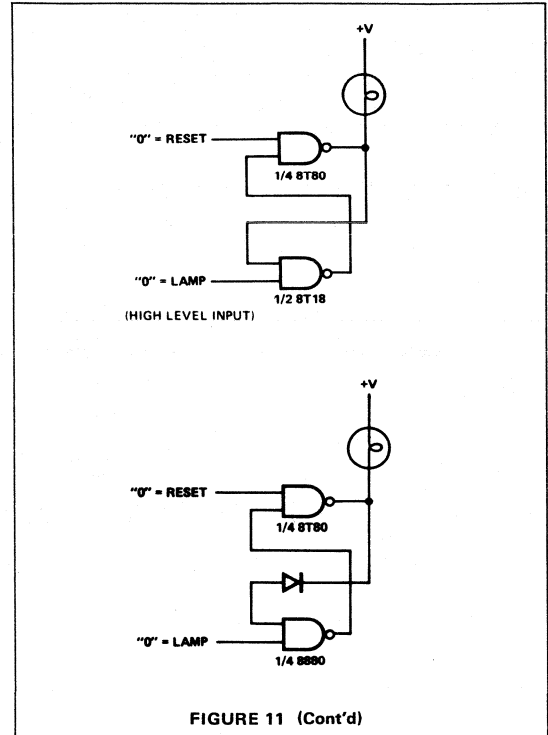 +V
"0" = RESET
1/4 8T80
"0" = LAMP
1/2 8T18
(HIGH LEVEL INPUT)
+V
"0" = RESET
1/4 8T80
"0" = LAMP
1/4 8880
FIGURE 11 (Cont'd)